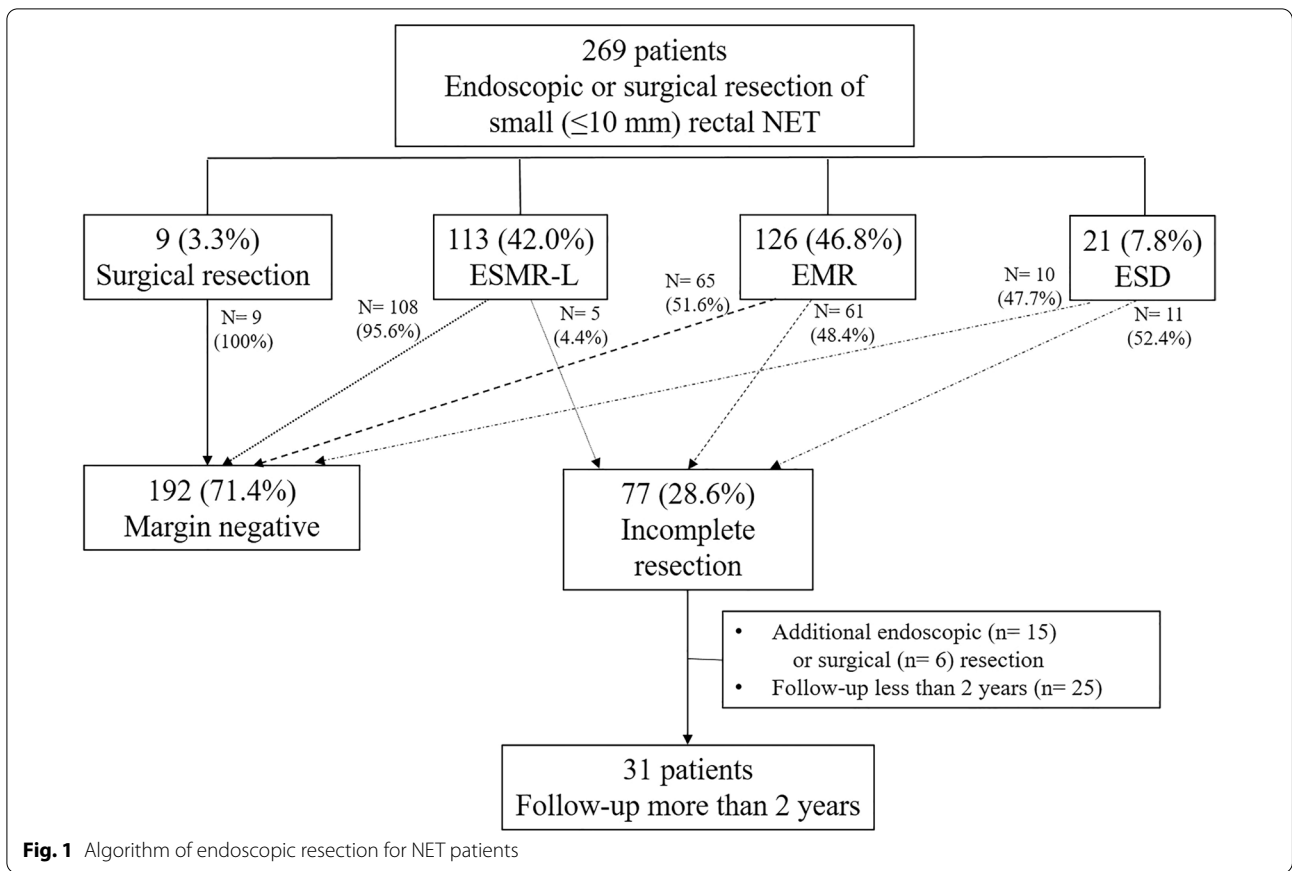 269 patients
Endoscopic or surgical resection of
small (≤10 mm) rectal NET
9 (3.3%)
Surgical resection
113 (42.0%)
ESMR-L
126 (46.8%)
EMR
21 (7.8%)
ESD
N= 9
(100%)
N= 108
(95.6%)
N= 5
(4.4%)
N= 65
(51.6%)
N= 61
(48.4%)
N= 10
(47.7%)
N= 11
(52.4%)
192 (71.4%)
Margin negative
77 (28.6%)
Incomplete
resection
• Additional endoscopic (n= 15)
or surgical (n= 6) resection
• Follow-up less than 2 years (n= 25)
31 patients
Follow-up more than 2 years
Fig. 1 Algorithm of endoscopic resection for NET patients